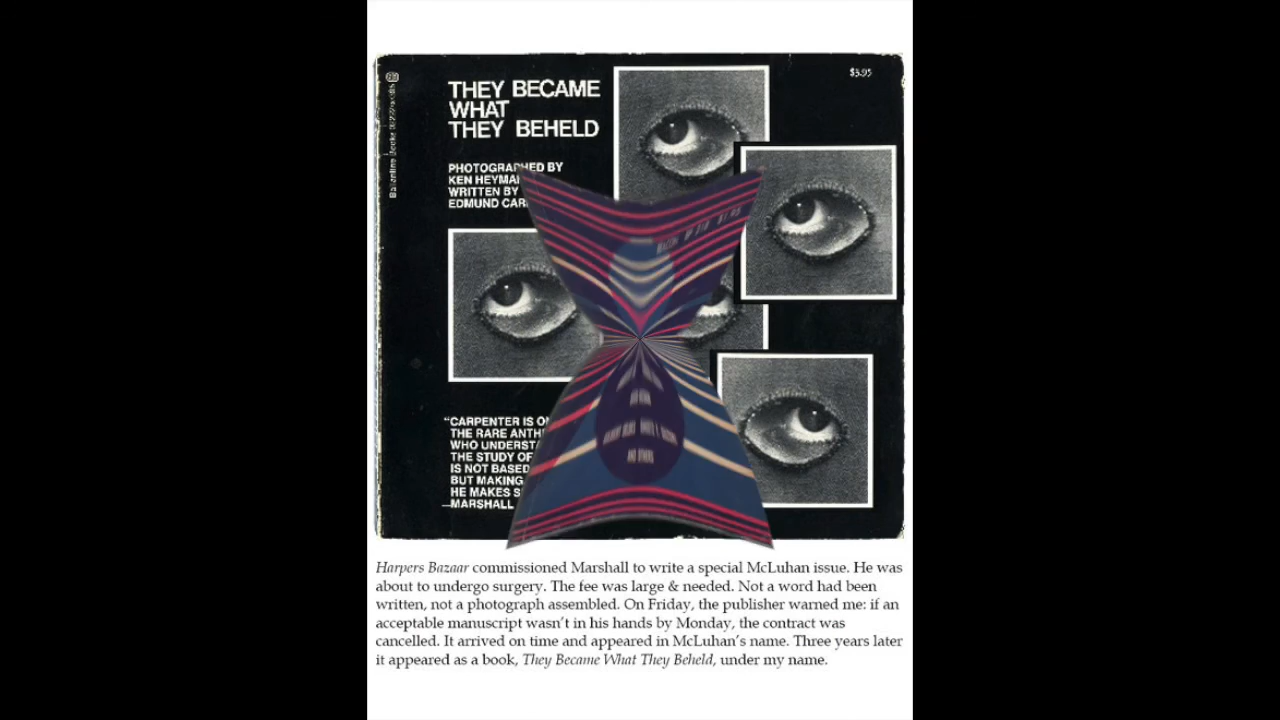 $3.95
THEY BECAME
WHAT
THEY BEHELD
PHOTOGRAPHED BY
KEN HEYMA
WRITTEN BY
EDMUND CAR
"CARPENTER IS O
THE RARE ANTH
WHO UNDERST
THE STUDY OF
IS NOT BASED
BUT MAKING
HE MAKES S
—MARSHALL
AND OTHERS
Harpers Bazaar commissioned Marshall to write a special McLuhan issue. He was
about to undergo surgery. The fee was large & needed. Not a word had been
written, not a photograph assembled. On Friday, the publisher warned me: if an
acceptable manuscript wasn't in his hands by Monday, the contract was
cancelled. It arrived on time and appeared in McLuhan's name. Three years later
it appeared as a book, They Became What They Beheld, under my name.